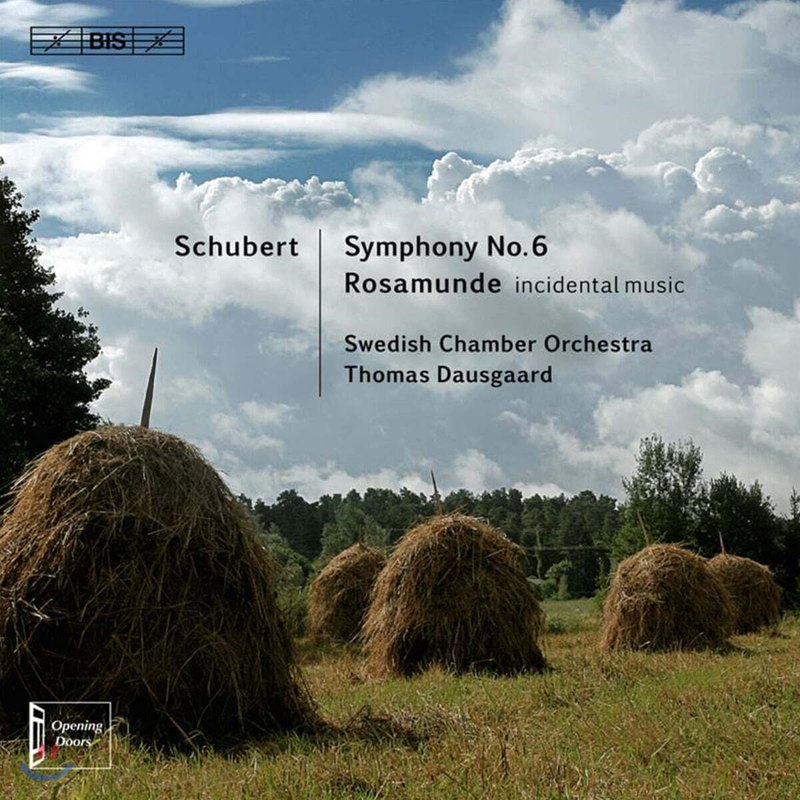 BIS
Schubert
Symphony No.6
Rosamunde incidental music
Swedish Chamber Orchestra
Thomas Dausgaard
Opening
Doors